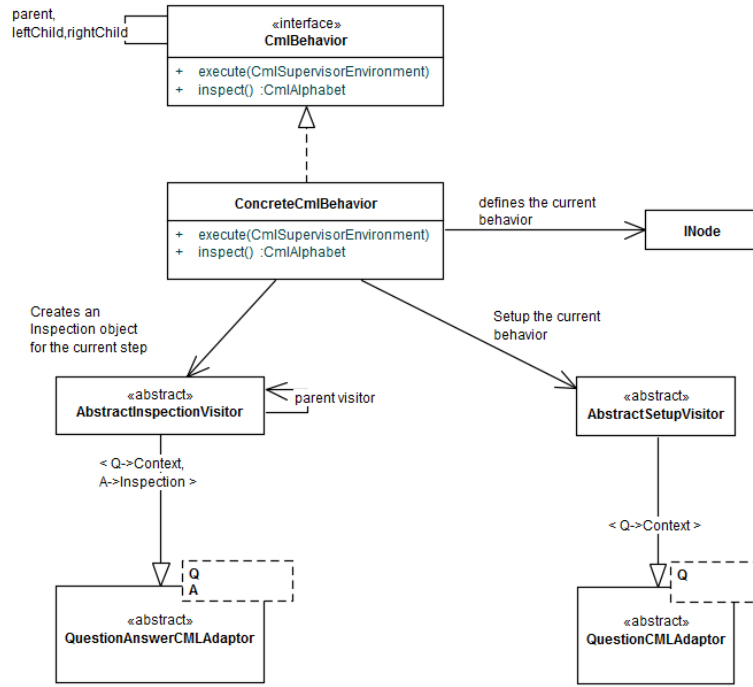 parent,
leftChild,rightChild
«interface»
CmlBehavior
+ execute(CmlSupervisorEnvironment)
+ inspect() :CmlAlphabet
ConcreteCmlBehavior
+ execute(CmlSupervisorEnvironment)
+ inspect() :CmlAlphabet
defines the current
behavior
INode
Creates an
Inspection object
for the current step
Setup the current
behavior
«abstract»
AbstractInspectionVisitor
parent visitor
«abstract»
AbstractSetupVisitor
< Q->Context,
A->Inspection >
< Q->Context >
Q
A
«abstract»
QuestionAnswerCMLAdaptor
Q
«abstract»
QuestionCMLAdaptor